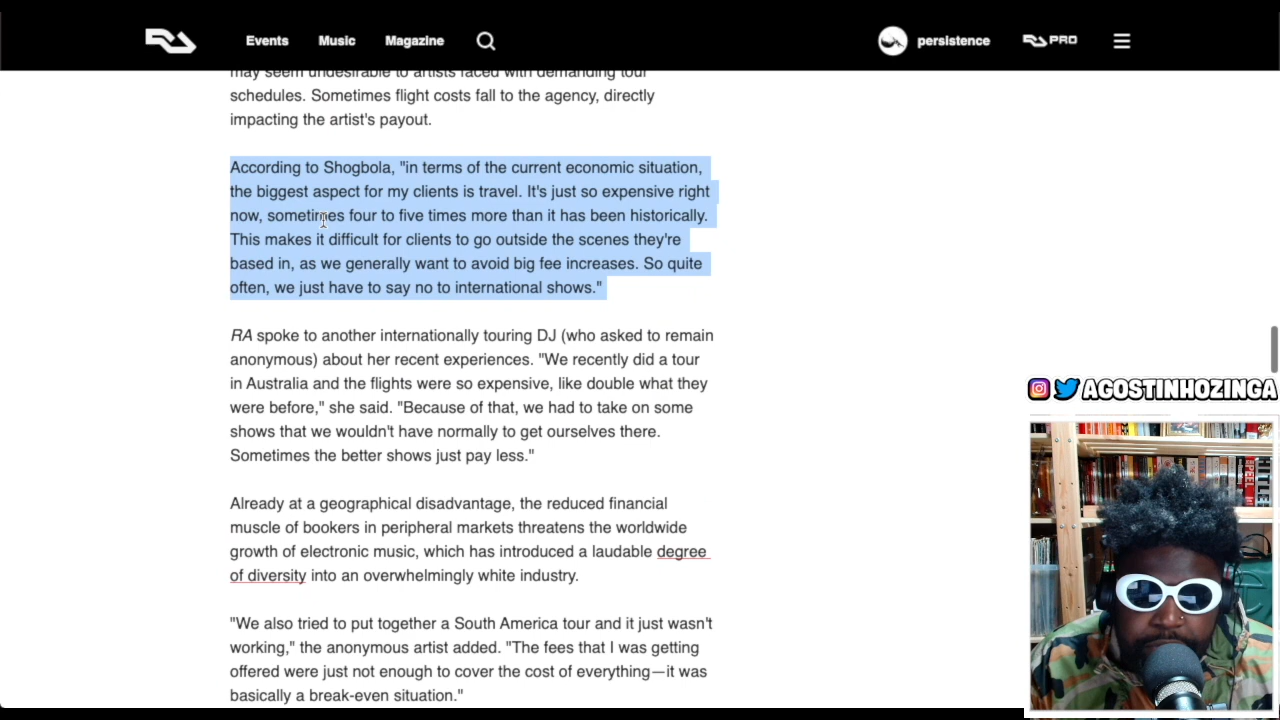 Events
Music
Magazine
persistence
PRO
may seem undesirable to artists faced with demanding tour
schedules. Sometimes flight costs fall to the agency, directly
impacting the artist's payout.
According to Shogbola, "in terms of the current economic situation,
the biggest aspect for my clients is travel. It's just so expensive right
now, sometimes four to five times more than it has been historically.
This makes it difficult for clients to go outside the scenes they're
based in, as we generally want to avoid big fee increases. So quite
often, we just have to say no to international shows."
RA spoke to another internationally touring DJ (who asked to remain
anonymous) about her recent experiences. "We recently did a tour
in Australia and the flights were so expensive, like double what they
were before," she said. "Because of that, we had to take on some
shows that we wouldn't have normally to get ourselves there.
Sometimes the better shows just pay less."
Already at a geographical disadvantage, the reduced financial
muscle of bookers in peripheral markets threatens the worldwide
growth of electronic music, which has introduced a laudable degree
of diversity into an overwhelmingly white industry.
"We also tried to put together a South America tour and it just wasn't
working," the anonymous artist added. "The fees that I was getting
offered were just not enough to cover the cost of everything—it was
basically a break-even situation."
AGOSTINHOZINGA